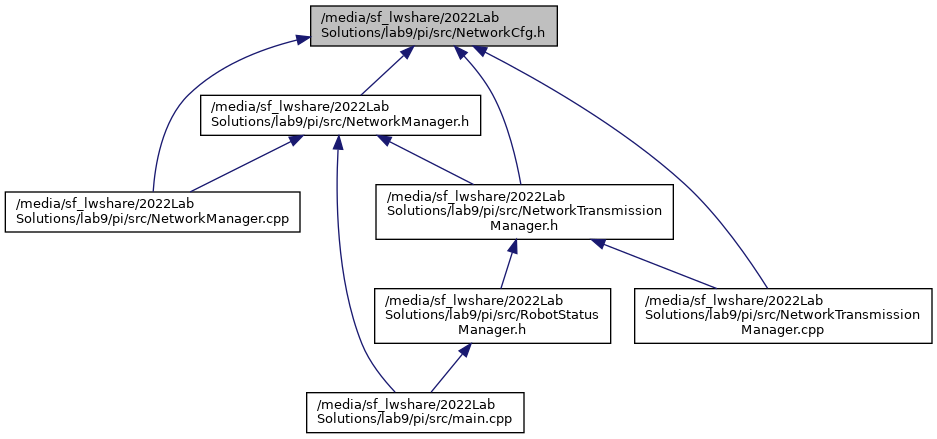 /media/sf_lwshare/2022Lab
Solutions/lab9/pi/src/NetworkCfg.h
/media/sf_lwshare/2022Lab
Solutions/lab9/pi/src/NetworkManager.h
/media/sf_lwshare/2022Lab
Solutions/lab9/pi/src/NetworkManager.cpp
/media/sf_lwshare/2022Lab
Solutions/lab9/pi/src/NetworkTransmission
Manager.h
/media/sf_lwshare/2022Lab
Solutions/lab9/pi/src/RobotStatus
Manager.h
/media/sf_lwshare/2022Lab
Solutions/lab9/pi/src/NetworkTransmission
Manager.cpp
/media/sf_lwshare/2022Lab
Solutions/lab9/pi/src/main.cpp